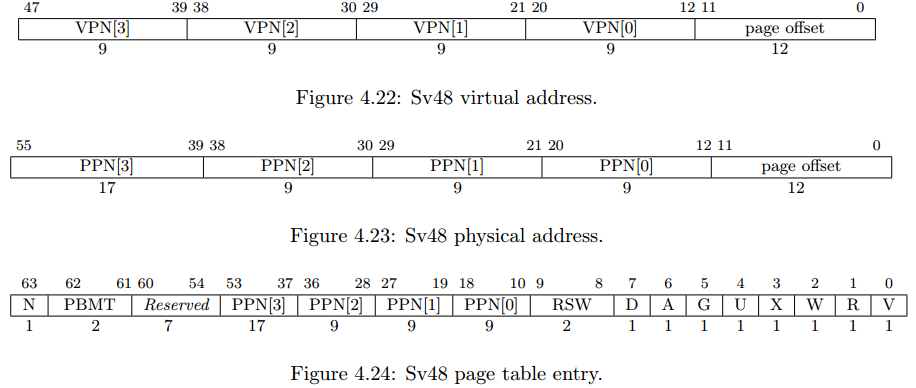 47 39 38 30 29 21 20 12 11 0
VPN[3] VPN[2] VPN[1] VPN[0] page offset
9 9 9 9 12
Figure 4.22: Sv48 virtual address.
55 39 38 30 29 21 20 12 11 0
PPN[3] PPN[2] PPN[1] PPN[0] page offset
17 9 9 9 12
Figure 4.23: Sv48 physical address.
63 62 61 60 54 53 37 36 28 27 19 18 10 9 8 7 6 5 4 3 2 1 0
N PBMT Reserved PPN[3] PPN[2] PPN[1] PPN[0] RSW D A G U X W R V
1 2 7 17 9 9 9 2 1 1 1 1 1 1 1 1
Figure 4.24: Sv48 page table entry.